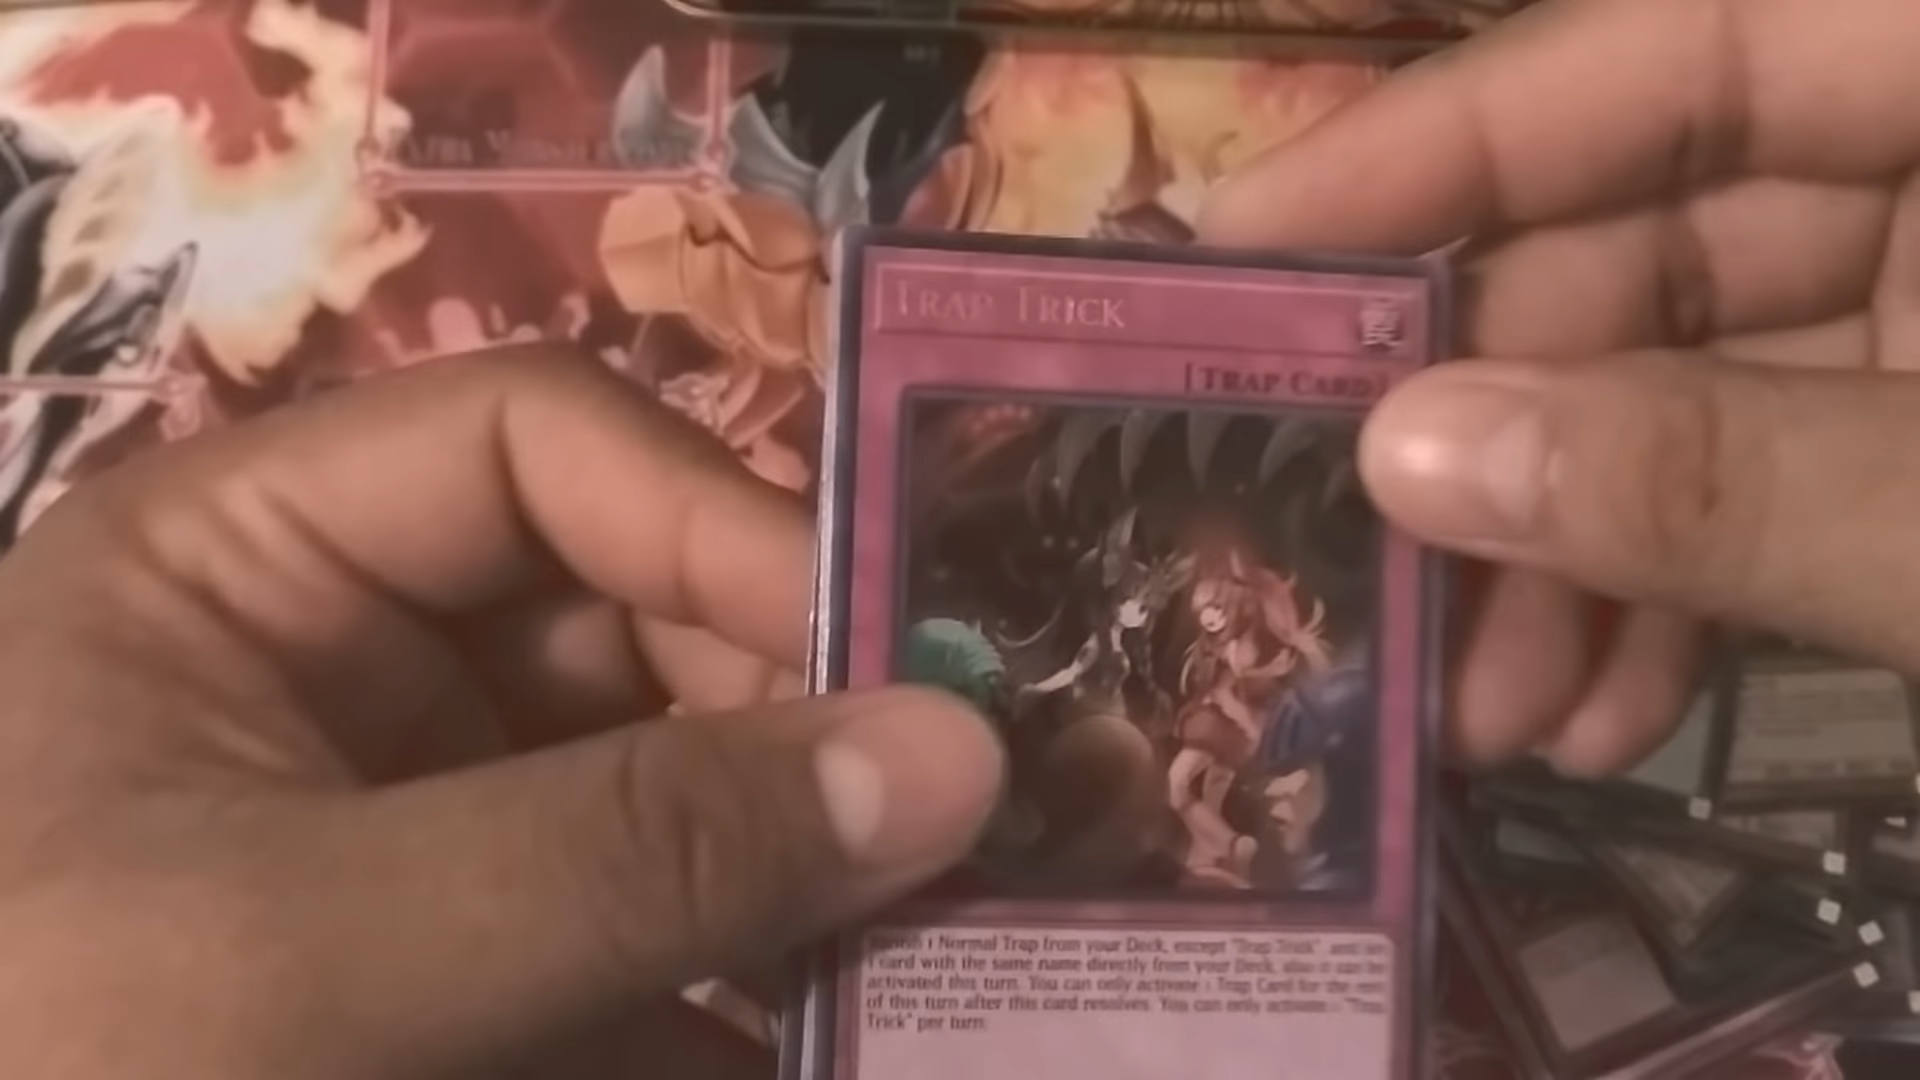 TRAP TRICK
[TRAP CARD]
1 Normal Trap from your Deck, except "Trap Trick", and
1 card with the same name directly from your Deck, also it can be
activated this turn. You can only activate 1 Trap Card for the rest
of this turn after this card resolves. You can only activate 1 "Trap
Trick" per turn.